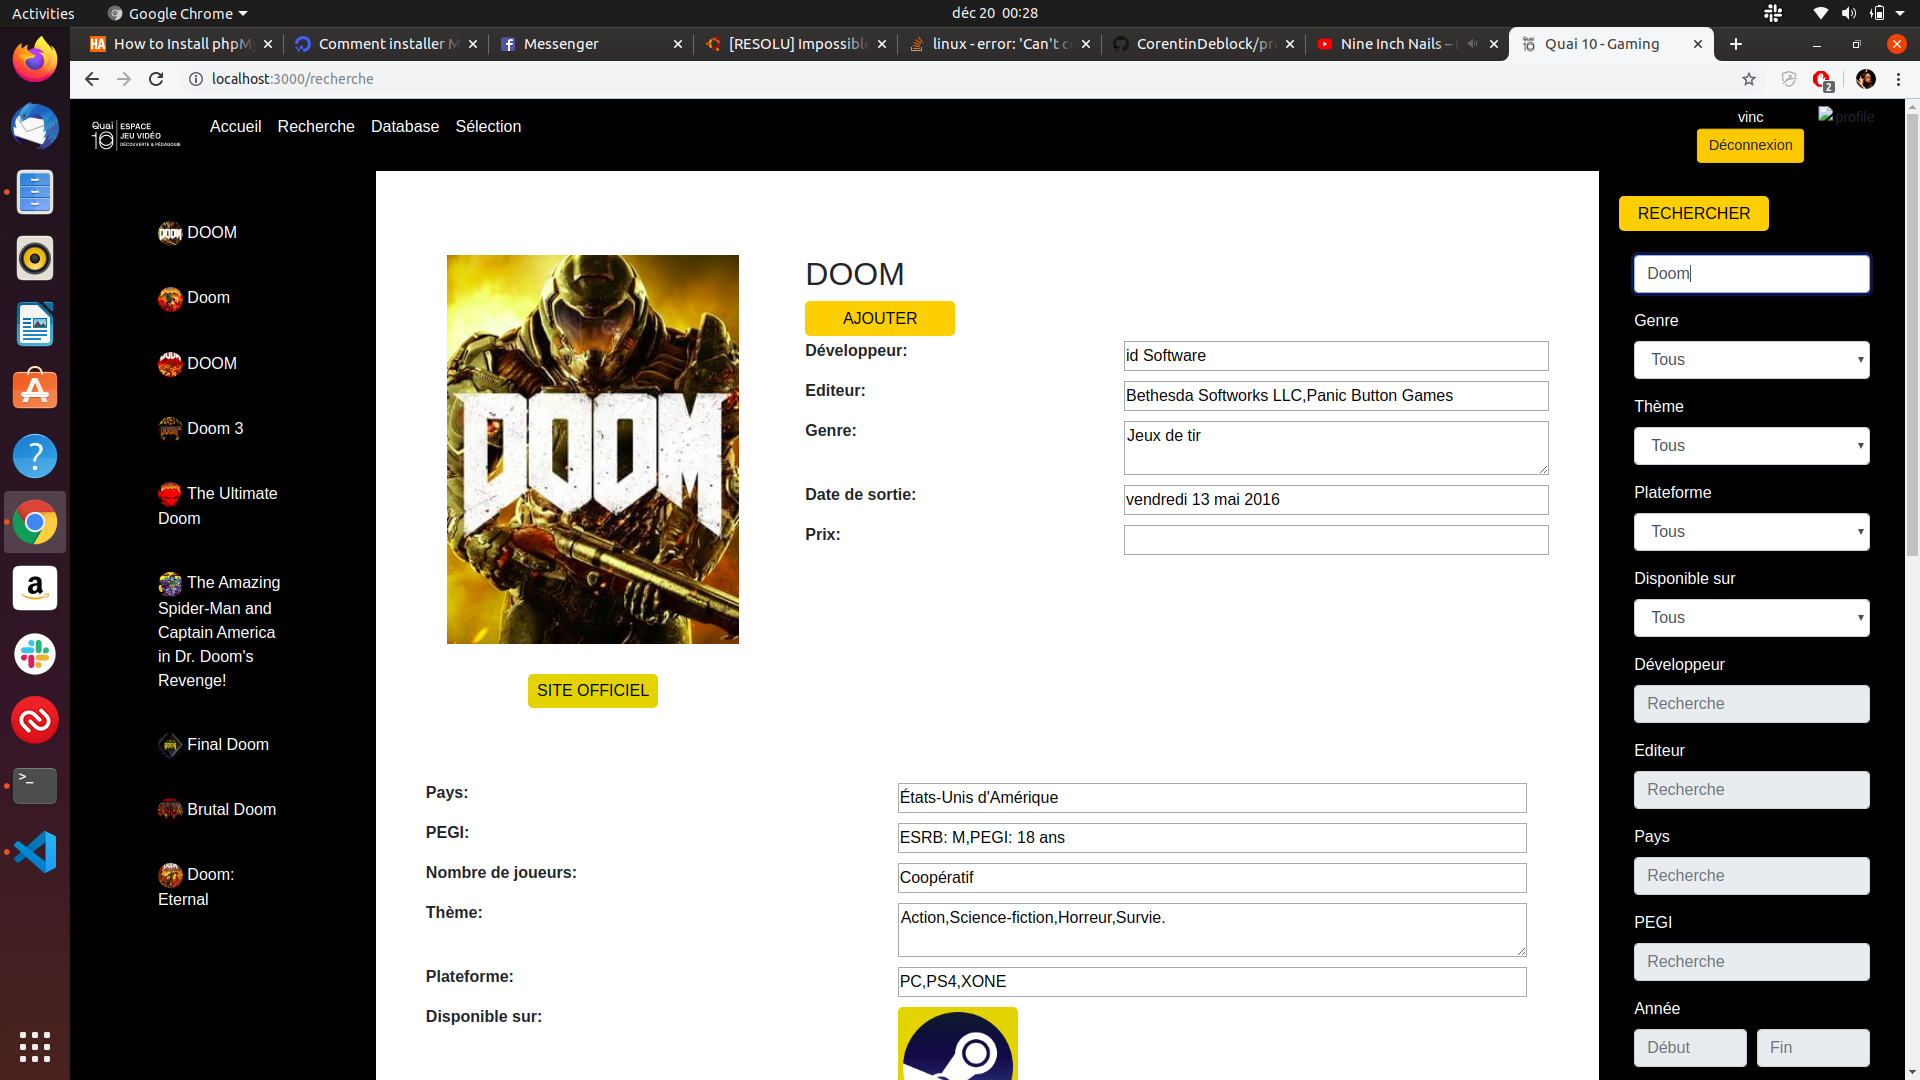 Activities
Google Chrome
déc 20 00:28
How to Install phpM
Comment installer M
Messenger
[RESOLU] Impossible
linux - error: 'Can't c
CorentinDeblock/pr
Nine Inch Nails –
Quai 10 - Gaming
localhost:3000/recherche
2
Quai 10
ESPACE
JEU VIDÉO
DÉCOUVERTE & PÉDAGOGIE
Accueil
Recherche
Database
Sélection
vinc
Déconnexion
profile
DOOM
Doom
DOOM
Doom 3
The Ultimate
Doom
The Amazing
Spider-Man and
Captain America
in Dr. Doom's
Revenge!
Final Doom
Brutal Doom
Doom:
Eternal
DOOM
SITE OFFICIEL
DOOM
AJOUTER
Développeur:
id Software
Editeur:
Bethesda Softworks LLC,Panic Button Games
Genre:
Jeux de tir
Date de sortie:
vendredi 13 mai 2016
Prix:
Pays:
États-Unis d'Amérique
PEGI:
ESRB: M,PEGI: 18 ans
Nombre de joueurs:
Coopératif
Thème:
Action,Science-fiction,Horreur,Survie.
Plateforme:
PC,PS4,XONE
Disponible sur:
RECHERCHER
Doom
Genre
Tous
Thème
Tous
Plateforme
Tous
Disponible sur
Tous
Développeur
Recherche
Editeur
Recherche
Pays
Recherche
PEGI
Recherche
Année
Début
Fin